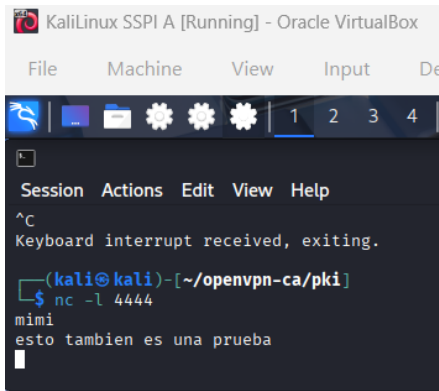 KaliLinux SSPI A [Running] - Oracle VirtualBox
File Machine View Input De
1 2 3 4
Session Actions Edit View Help
^C
Keyboard interrupt received, exiting.
┌──(kali㉿kali)-[~/openvpn-ca/pki]
└─$ nc -l 4444
mimi
esto tambien es una prueba